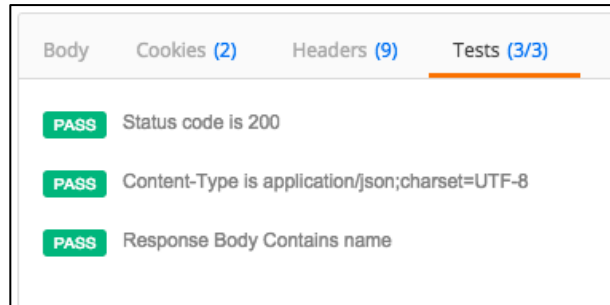 Body Cookies (2) Headers (9) Tests (3/3)
PASS Status code is 200
PASS Content-Type is application/json;charset=UTF-8
PASS Response Body Contains name